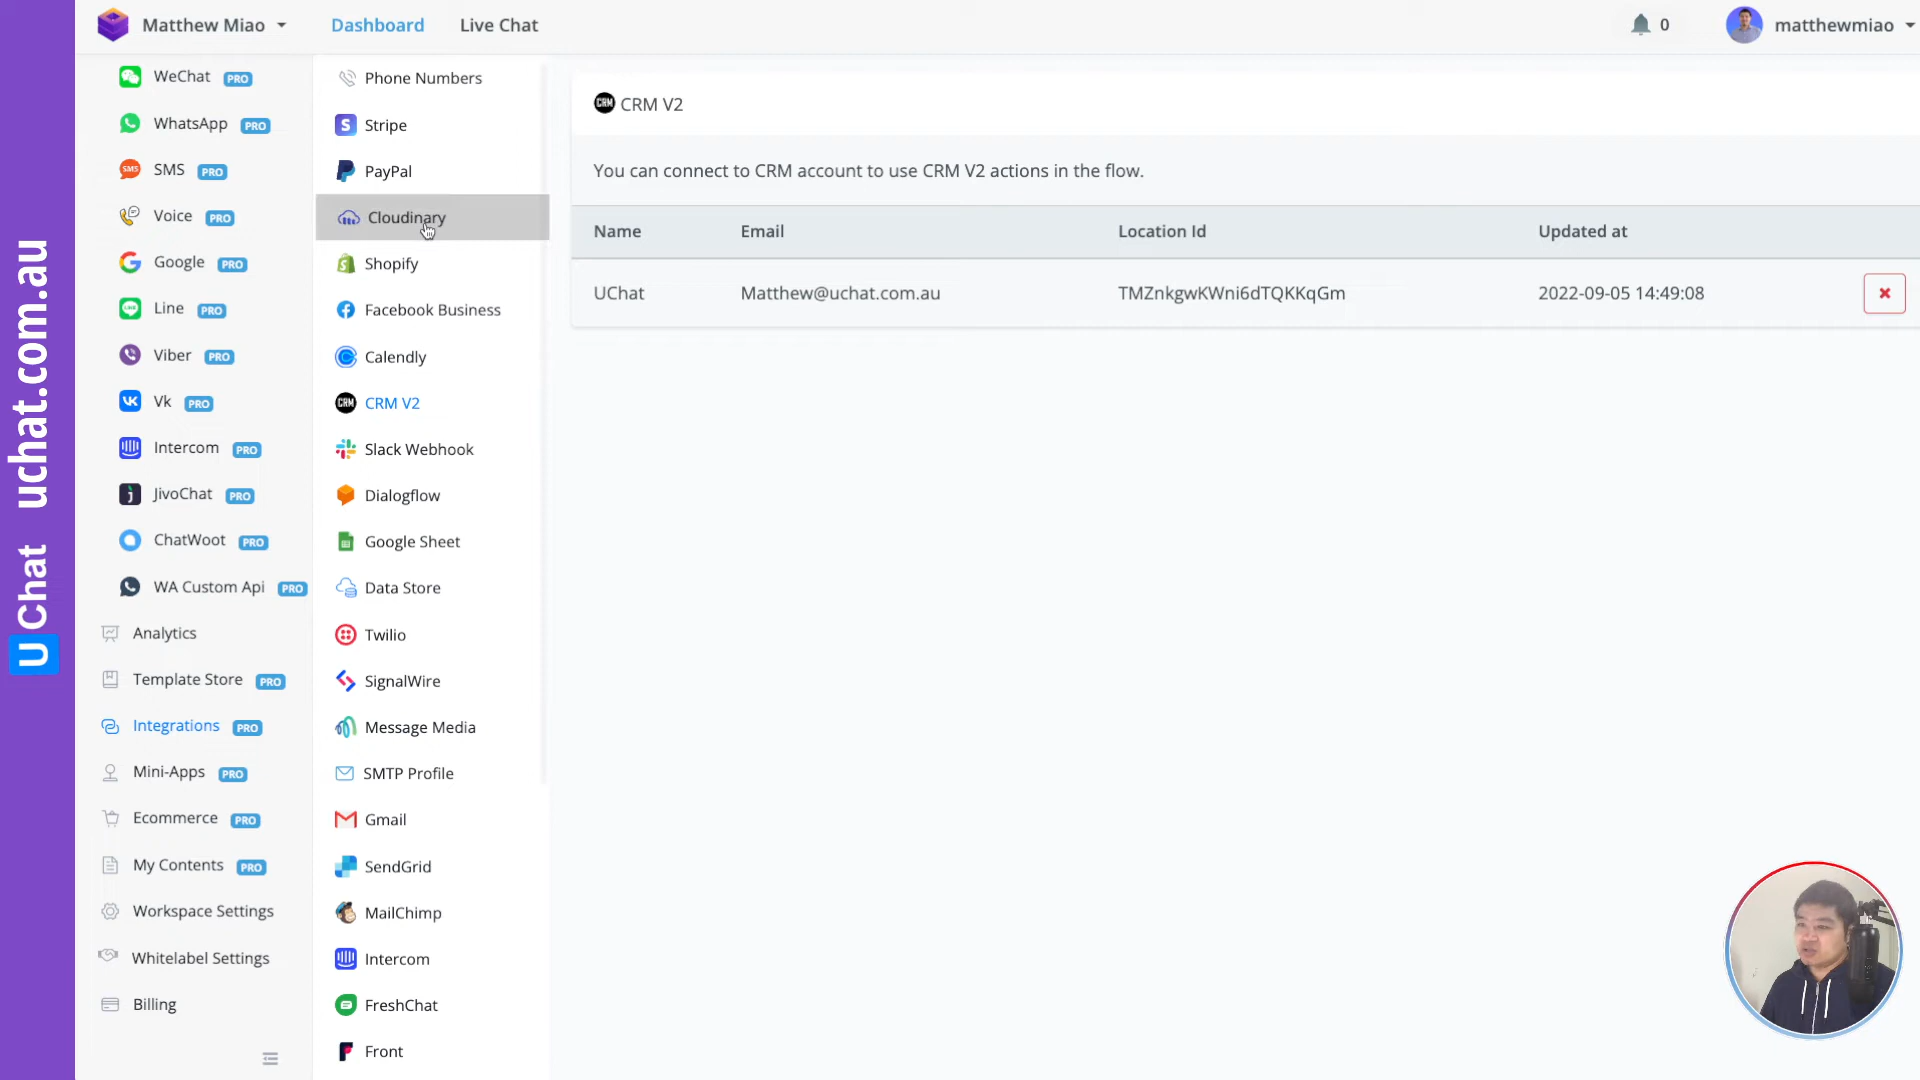 UChat uchat.com.au
Matthew Miao
Dashboard
Live Chat
0
matthewmiao
WeChat PRO
WhatsApp PRO
SMS SMS PRO
Voice PRO
Google PRO
LINE Line PRO
Viber PRO
Vk PRO
Intercom PRO
JivoChat PRO
ChatWoot PRO
WA Custom Api PRO
Analytics
Template Store PRO
Integrations PRO
Mini-Apps PRO
Ecommerce PRO
My Contents PRO
Workspace Settings
Whitelabel Settings
Billing
Phone Numbers
S Stripe
PayPal
Cloudinary
Shopify
Facebook Business
Calendly
CRM CRM V2
Slack Webhook
Dialogflow
Google Sheet
Data Store
Twilio
SignalWire
Message Media
SMTP Profile
Gmail
SendGrid
MailChimp
Intercom
FreshChat
Front
CRM CRM V2
You can connect to CRM account to use CRM V2 actions in the flow.
Name Email Location Id Updated at
UChat Matthew@uchat.com.au TMZnkgwKWni6dTQKKqGm 2022-09-05 14:49:08